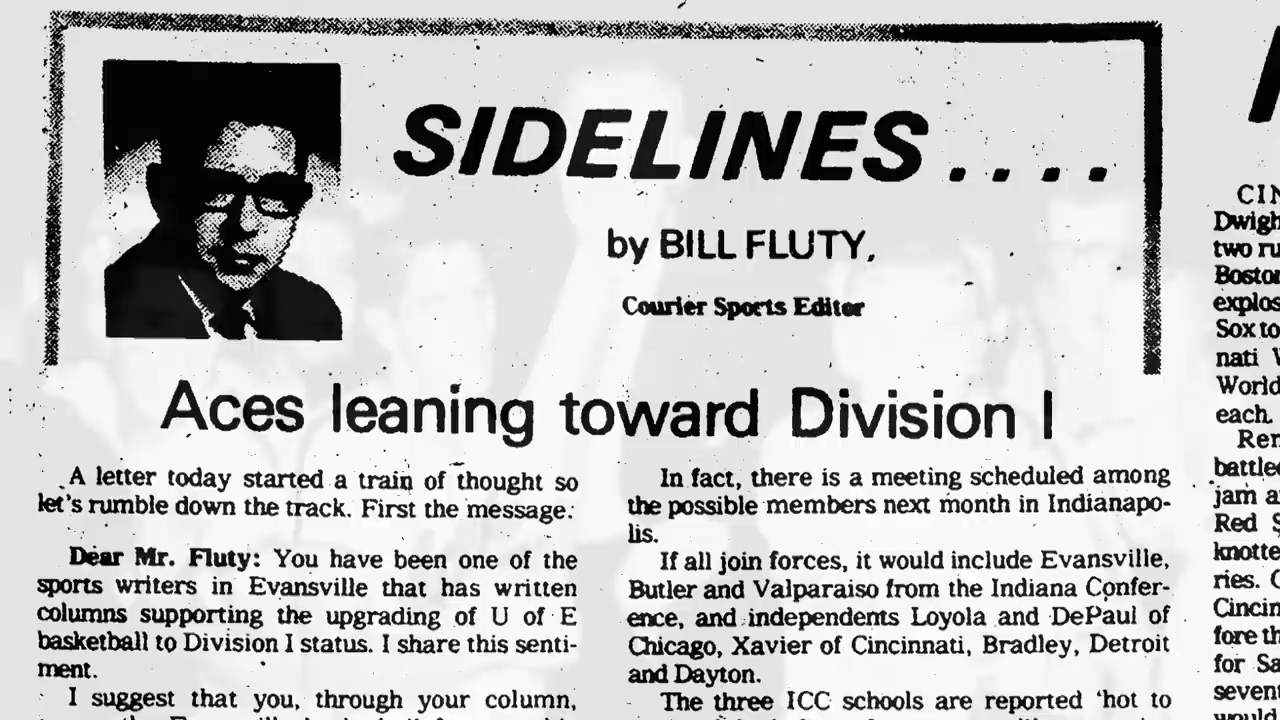 SIDELINES....
by BILL FLUTY,
Courier Sports Editor
Aces leaning toward Division I
A letter today started a train of thought so
let's rumble down the track. First the message:
Dear Mr. Fluty: You have been one of the
sports writers in Evansville that has written
columns supporting the upgrading of U of E
basketball to Division I status. I share this senti-
ment.
I suggest that you, through your column,
In fact, there is a meeting scheduled among
the possible members next month in Indianapo-
lis.
If all join forces, it would include Evansville,
Butler and Valparaiso from the Indiana Confer-
ence, and independents Loyola and DePaul of
Chicago, Xavier of Cincinnati, Bradley, Detroit
and Dayton.
The three ICC schools are reported 'hot to
CIN
Dwigh
two ru
Boston
explos
Sox to
nati
World
each.
Ren
battled
jam a
Red S
knotte
ries. C
Cincin
fore th
for Sa
seven
would